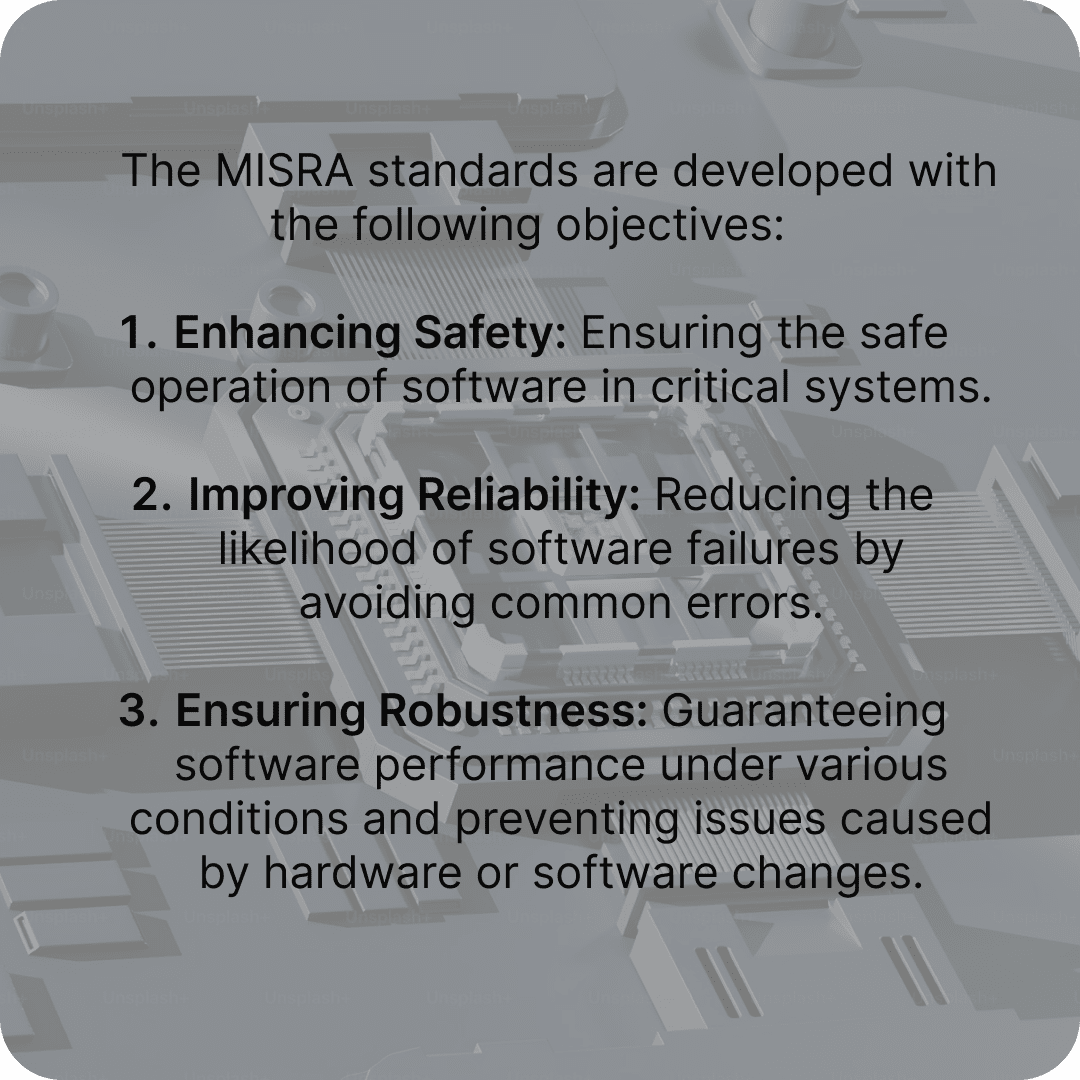 The MISRA standards are developed with
the following objectives:
1. Enhancing Safety: Ensuring the safe
operation of software in critical systems.
2. Improving Reliability: Reducing the
likelihood of software failures by
avoiding common errors.
3. Ensuring Robustness: Guaranteeing
software performance under various
conditions and preventing issues caused
by hardware or software changes.
Unsplash+